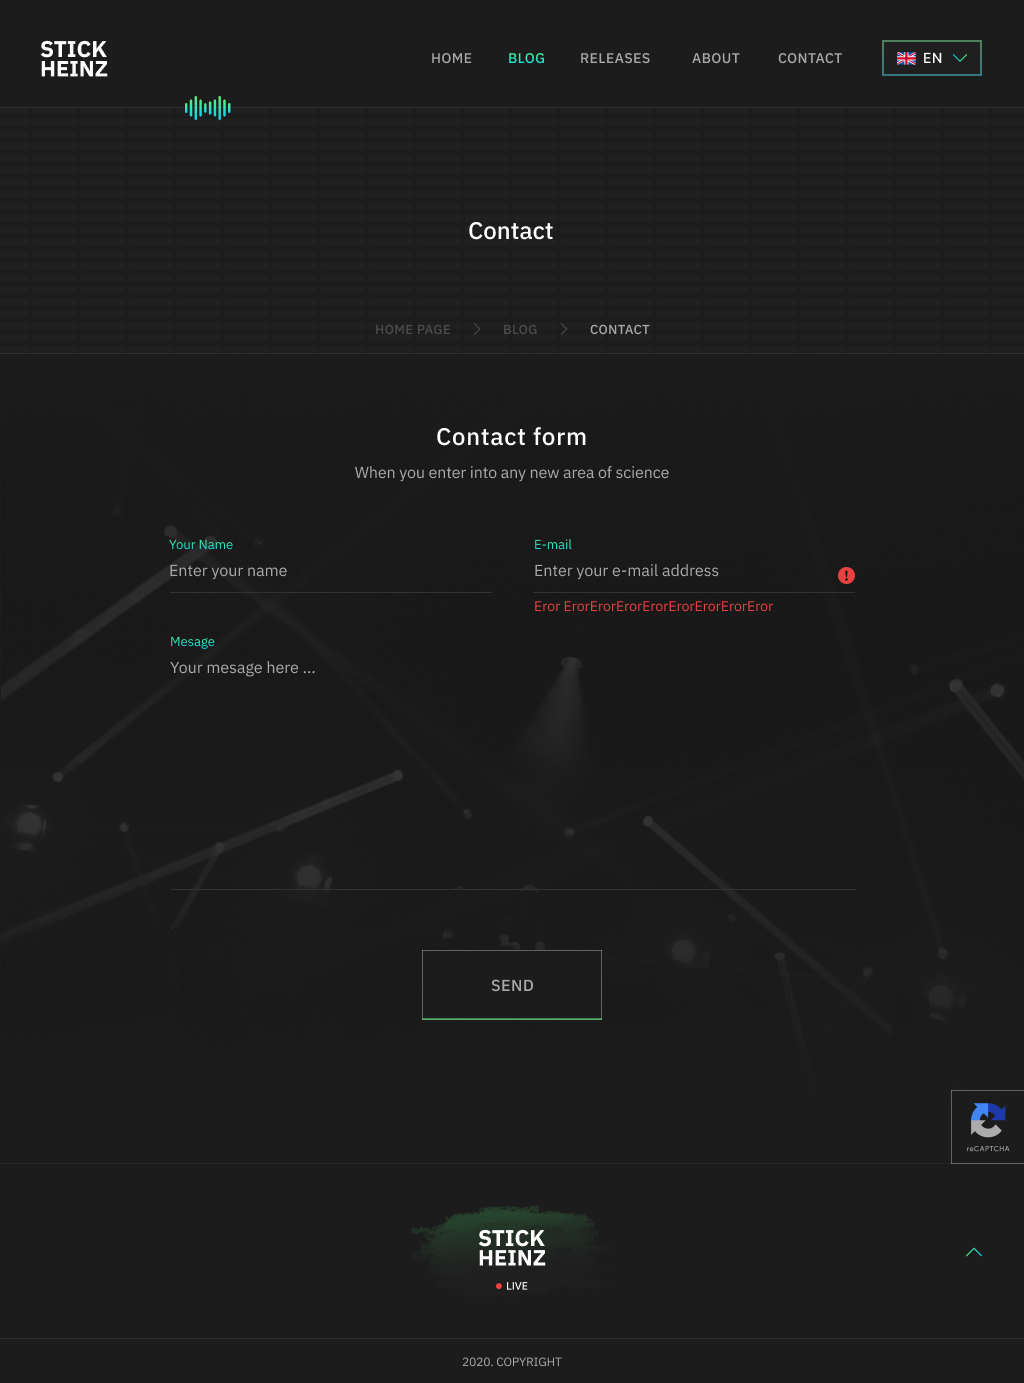 STICK
HEINZ
HOME BLOG RELEASES ABOUT CONTACT EN
Contact
HOME PAGE BLOG CONTACT
Contact form
When you enter into any new area of science
Your Name
Enter your name
E-mail
Enter your e-mail address
Eror ErorErorErorErorErorErorErorEror
Mesage
Your mesage here ...
SEND
reCAPTCHA
STICK
HEINZ
LIVE
2020. COPYRIGHT